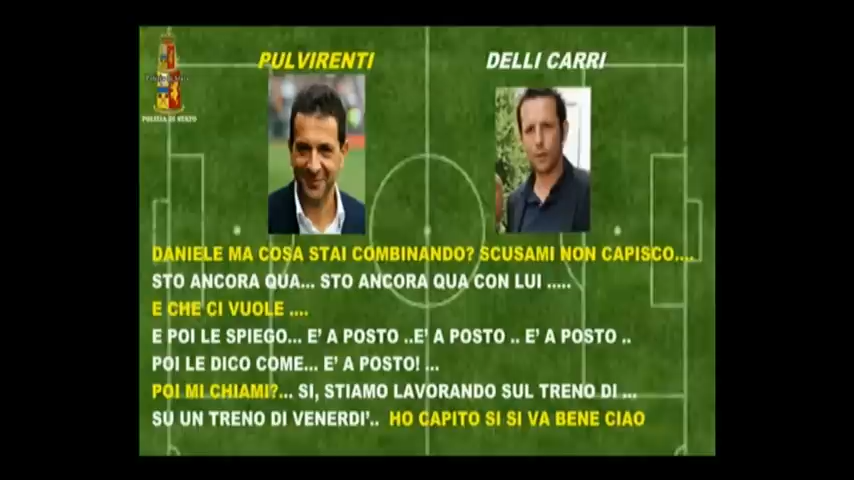 PULVIRENTI
DELLI CARRI
POLIZIA DI STATO
DANIELE MA COSA STAI COMBINANDO? SCUSAMI NON CAPISCO....
STO ANCORA QUA... STO ANCORA QUA CON LUI .....
E CHE CI VUOLE ....
E POI LE SPIEGO... E' A POSTO ..E' A POSTO .. E' A POSTO ..
POI LE DICO COME... E' A POSTO! ...
POI MI CHIAMI?... SI, STIAMO LAVORANDO SUL TRENO DI ...
SU UN TRENO DI VENERDI'.. HO CAPITO SI SI VA BENE CIAO